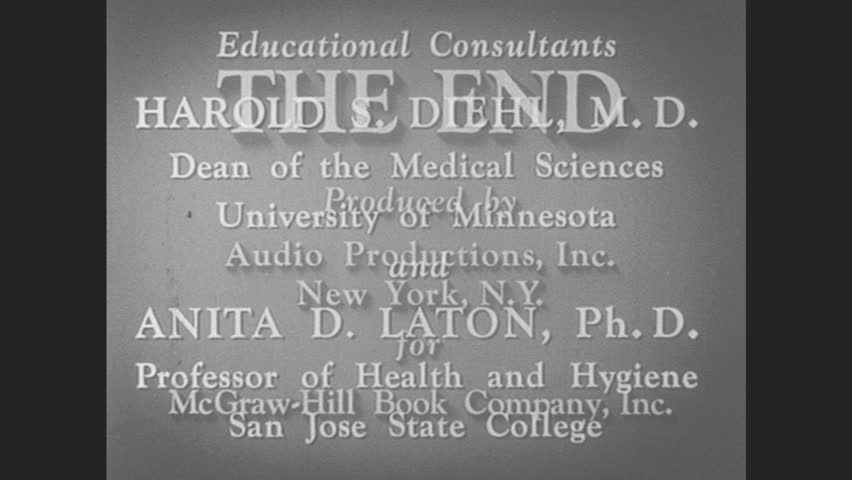 Educational Consultants
THE END
HAROLD S. DIEHL, M.D.
Dean of the Medical Sciences
Produced by
University of Minnesota
Audio Productions, Inc.
and
New York, N.Y.
ANITA D. LATON, Ph.D.
for
Professor of Health and Hygiene
McGraw-Hill Book Company, Inc.
San Jose State College